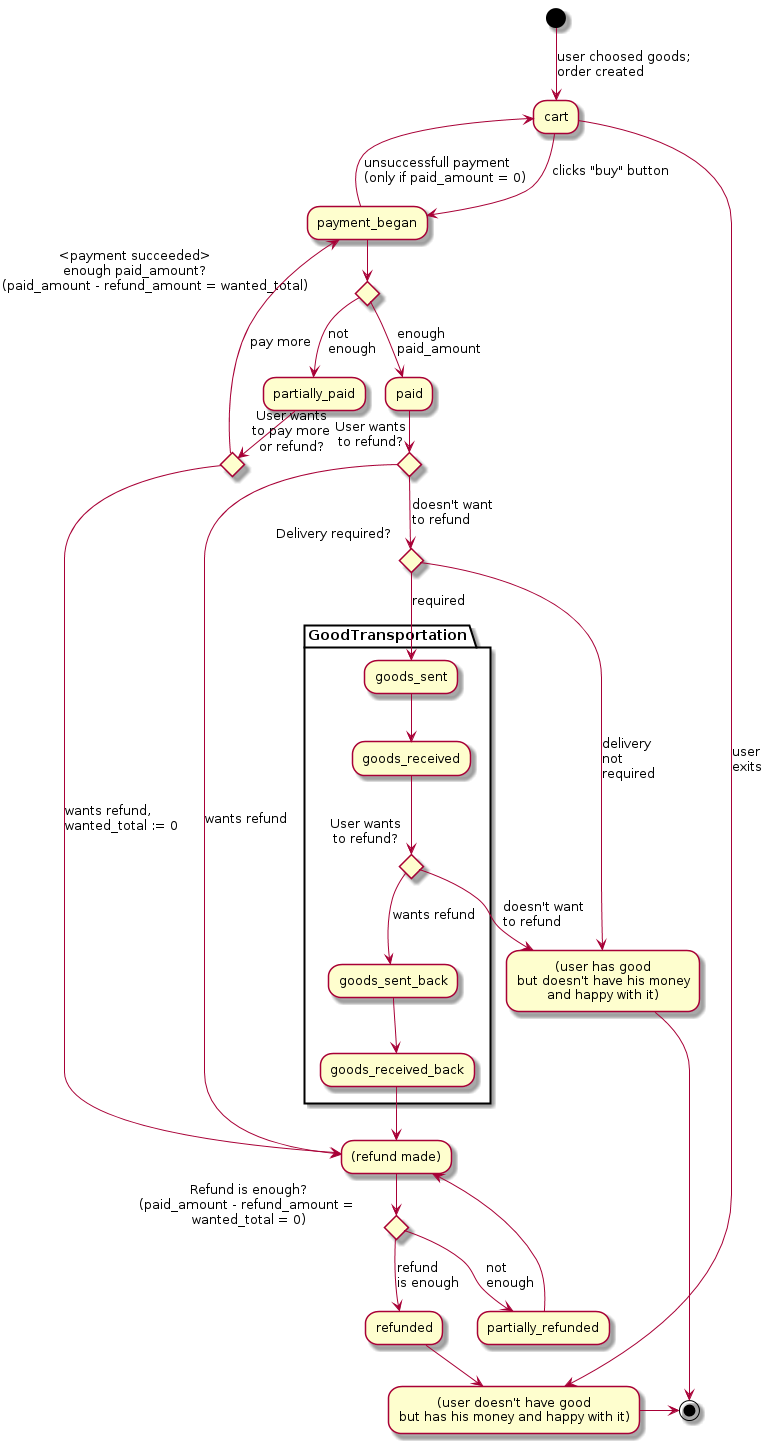 user choosed goods;
order created
cart
unsuccessfull payment
(only if paid_amount = 0)
clicks "buy" button
payment_began
<payment succeeded>
enough paid_amount?
(paid_amount - refund_amount = wanted_total)
pay more
not
enough
enough
paid_amount
partially_paid
paid
User wants
to pay more
or refund?
User wants
to refund?
doesn't want
to refund
Delivery required?
required
GoodTransportation
goods_sent
goods_received
delivery
not
required
user
exits
wants refund,
wanted_total := 0
wants refund
User wants
to refund?
wants refund
doesn't want
to refund
goods_sent_back
(user has good
but doesn't have his money
and happy with it)
goods_received_back
(refund made)
Refund is enough?
(paid_amount - refund_amount =
wanted_total = 0)
refund
is enough
not
enough
refunded
partially_refunded
(user doesn't have good
but has his money and happy with it)